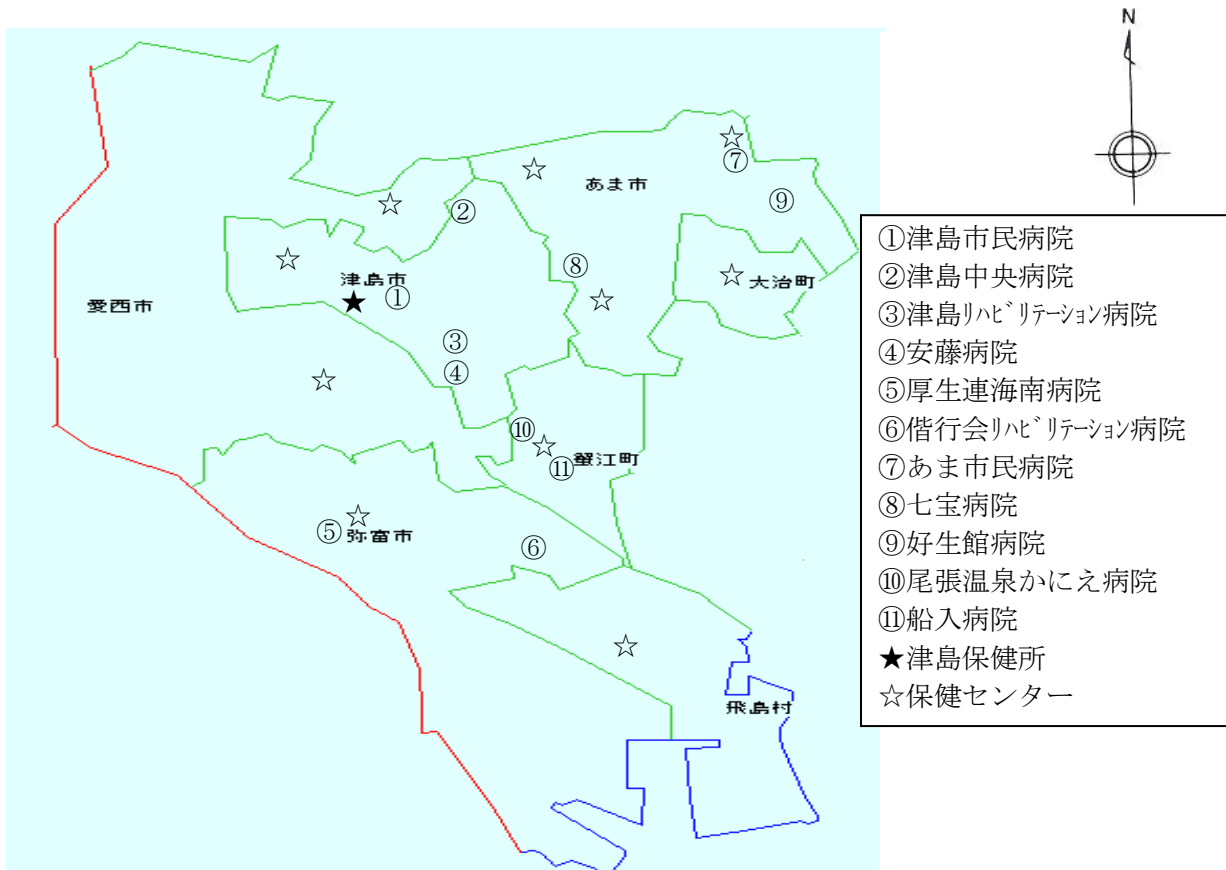 N
☆
⑦
☆
あま市
⑨
☆
②
⑧
☆
津島市
①
★
☆
☆
大治町
愛西市
③
④
☆
⑩
☆
⑪
蟹江町
☆
⑤
弥富市
⑥
☆
飛島村
①津島市民病院
②津島中央病院
③津島ﾘﾊﾋﾞﾘﾃｰｼｮﾝ病院
④安藤病院
⑤厚生連海南病院
⑥偕行会ﾘﾊﾋﾞﾘﾃｰｼｮﾝ病院
⑦あま市民病院
⑧七宝病院
⑨好生館病院
⑩尾張温泉かにえ病院
⑪船入病院
★津島保健所
☆保健センター